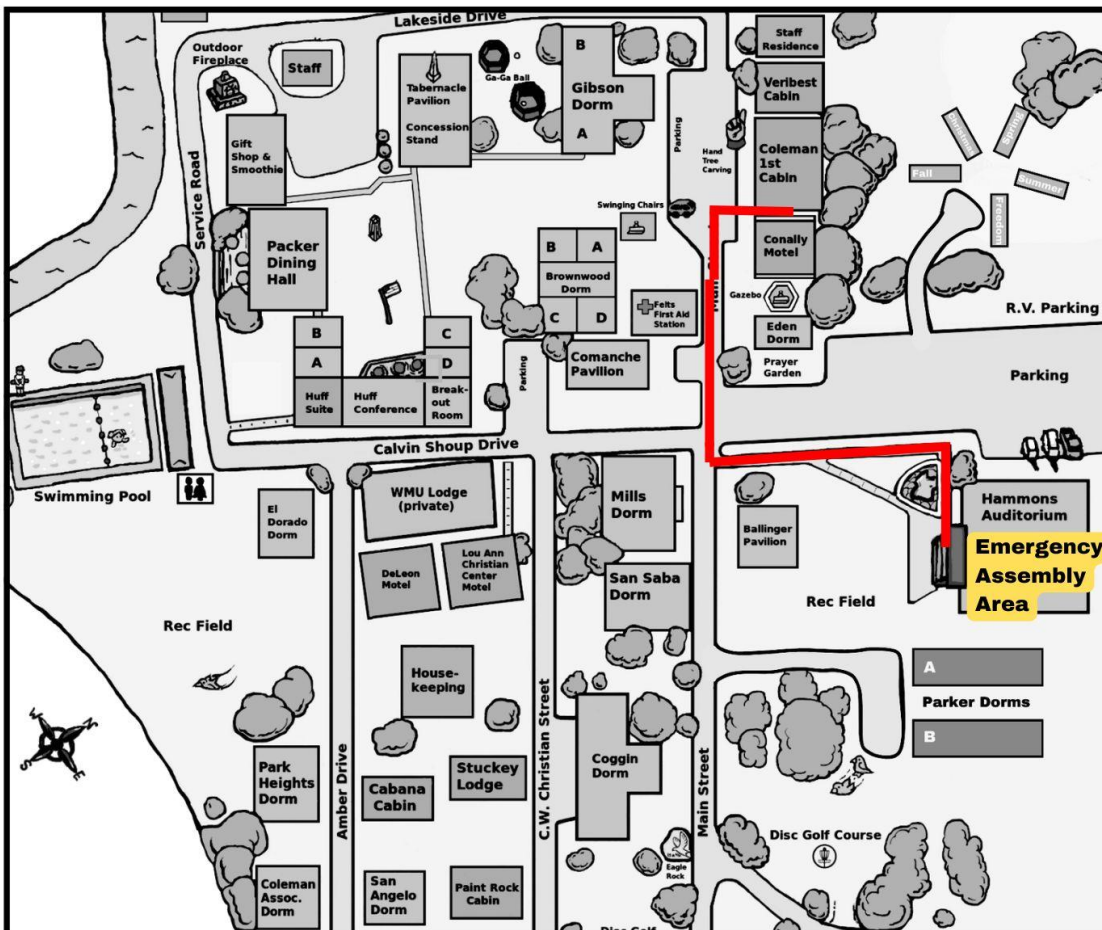 Lakeside Drive
Outdoor
Fireplace
Staff
Tabernacle
Pavilion
Concession
Stand
Ga-Ga Ball
B
Gibson
Dorm
A
Staff
Residence
Veribest
Cabin
Coleman
1st
Cabin
Hand
Tree
Carving
Parking
Spring
Fall
Summer
Freedom
Gift
Shop &
Smoothie
Service Road
Packer
Dining
Hall
Swinging Chairs
B A
Brownwood
Dorm
C D
Felts
First Aid
Station
Conally
Motel
Gazebo
Eden
Dorm
Prayer
Garden
R.V. Parking
Parking
B
A
C
D
Huff
Suite
Huff
Conference
Break-
out
Room
Parking
Comanche
Pavilion
Calvin Shoup Drive
Swimming Pool
El
Dorado
Dorm
WMU Lodge
(private)
DeLeon
Motel
Lou Ann
Christian
Center
Motel
Mills
Dorm
San Saba
Dorm
Ballinger
Pavilion
Hammons
Auditorium
Emergency
Assembly
Area
Rec Field
Rec Field
House-
keeping
A
Parker Dorms
B
N
E
S
W
Park
Heights
Dorm
Amber Drive
Cabana
Cabin
Stuckey
Lodge
C.W. Christian Street
Coggin
Dorm
Main Street
Disc Golf Course
Eagle
Rock
Coleman
Assoc.
Dorm
San
Angelo
Dorm
Paint Rock
Cabin
Disc Golf